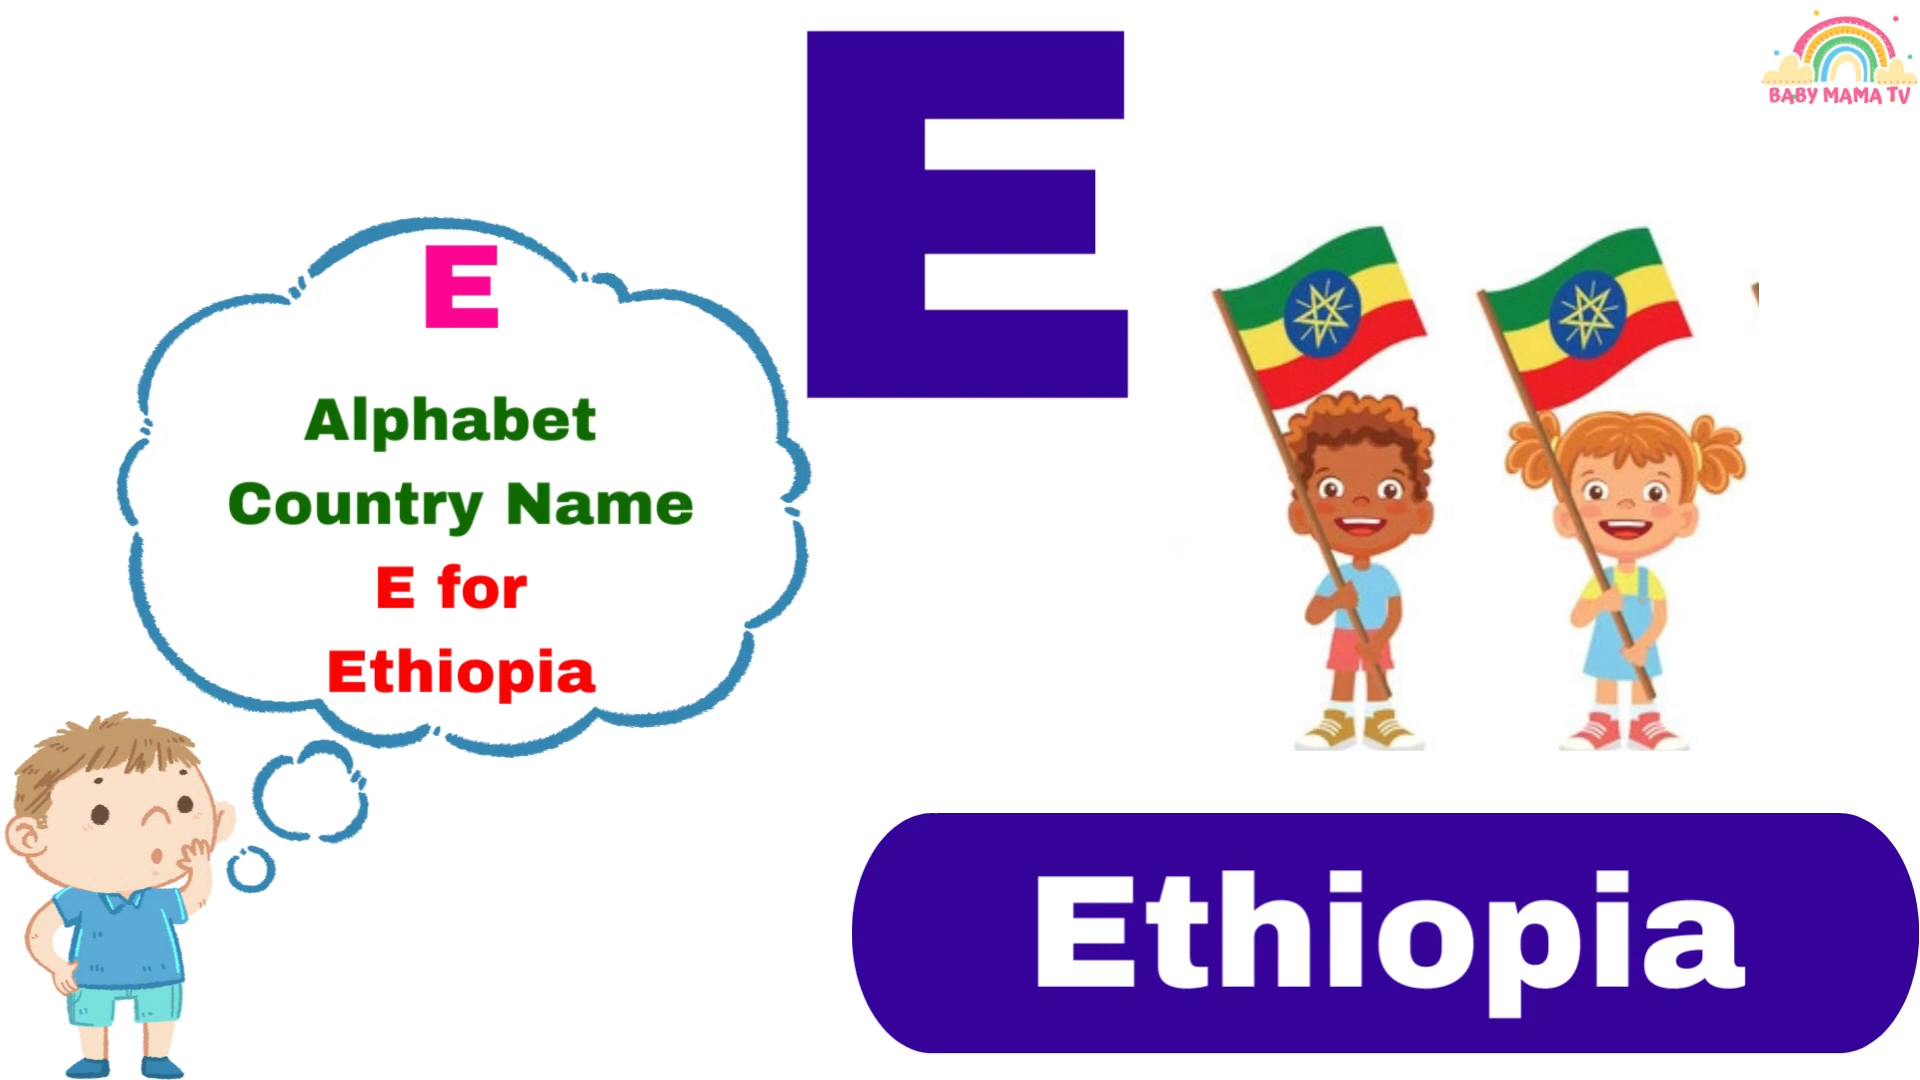 E
BABY MAMA TV
E
Alphabet
Country Name
E for
Ethiopia
Ethiopia